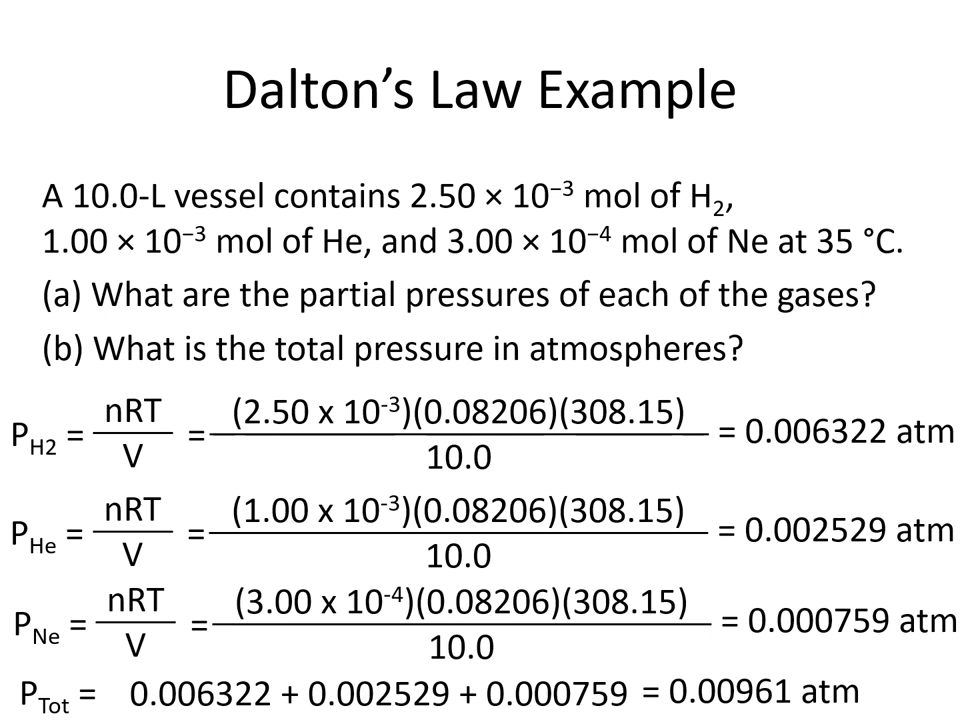 Dalton’s Law Example
A 10.0-L vessel contains 2.50 × 10⁻³ mol of H₂,
1.00 × 10⁻³ mol of He, and 3.00 × 10⁻⁴ mol of Ne at 35 °C.
(a) What are the partial pressures of each of the gases?
(b) What is the total pressure in atmospheres?
P_H2 = nRT / V = (2.50 x 10⁻³)(0.08206)(308.15) / 10.0 = 0.006322 atm
P_He = nRT / V = (1.00 x 10⁻³)(0.08206)(308.15) / 10.0 = 0.002529 atm
P_Ne = nRT / V = (3.00 x 10⁻⁴)(0.08206)(308.15) / 10.0 = 0.000759 atm
P_Tot = 0.006322 + 0.002529 + 0.000759 = 0.00961 atm